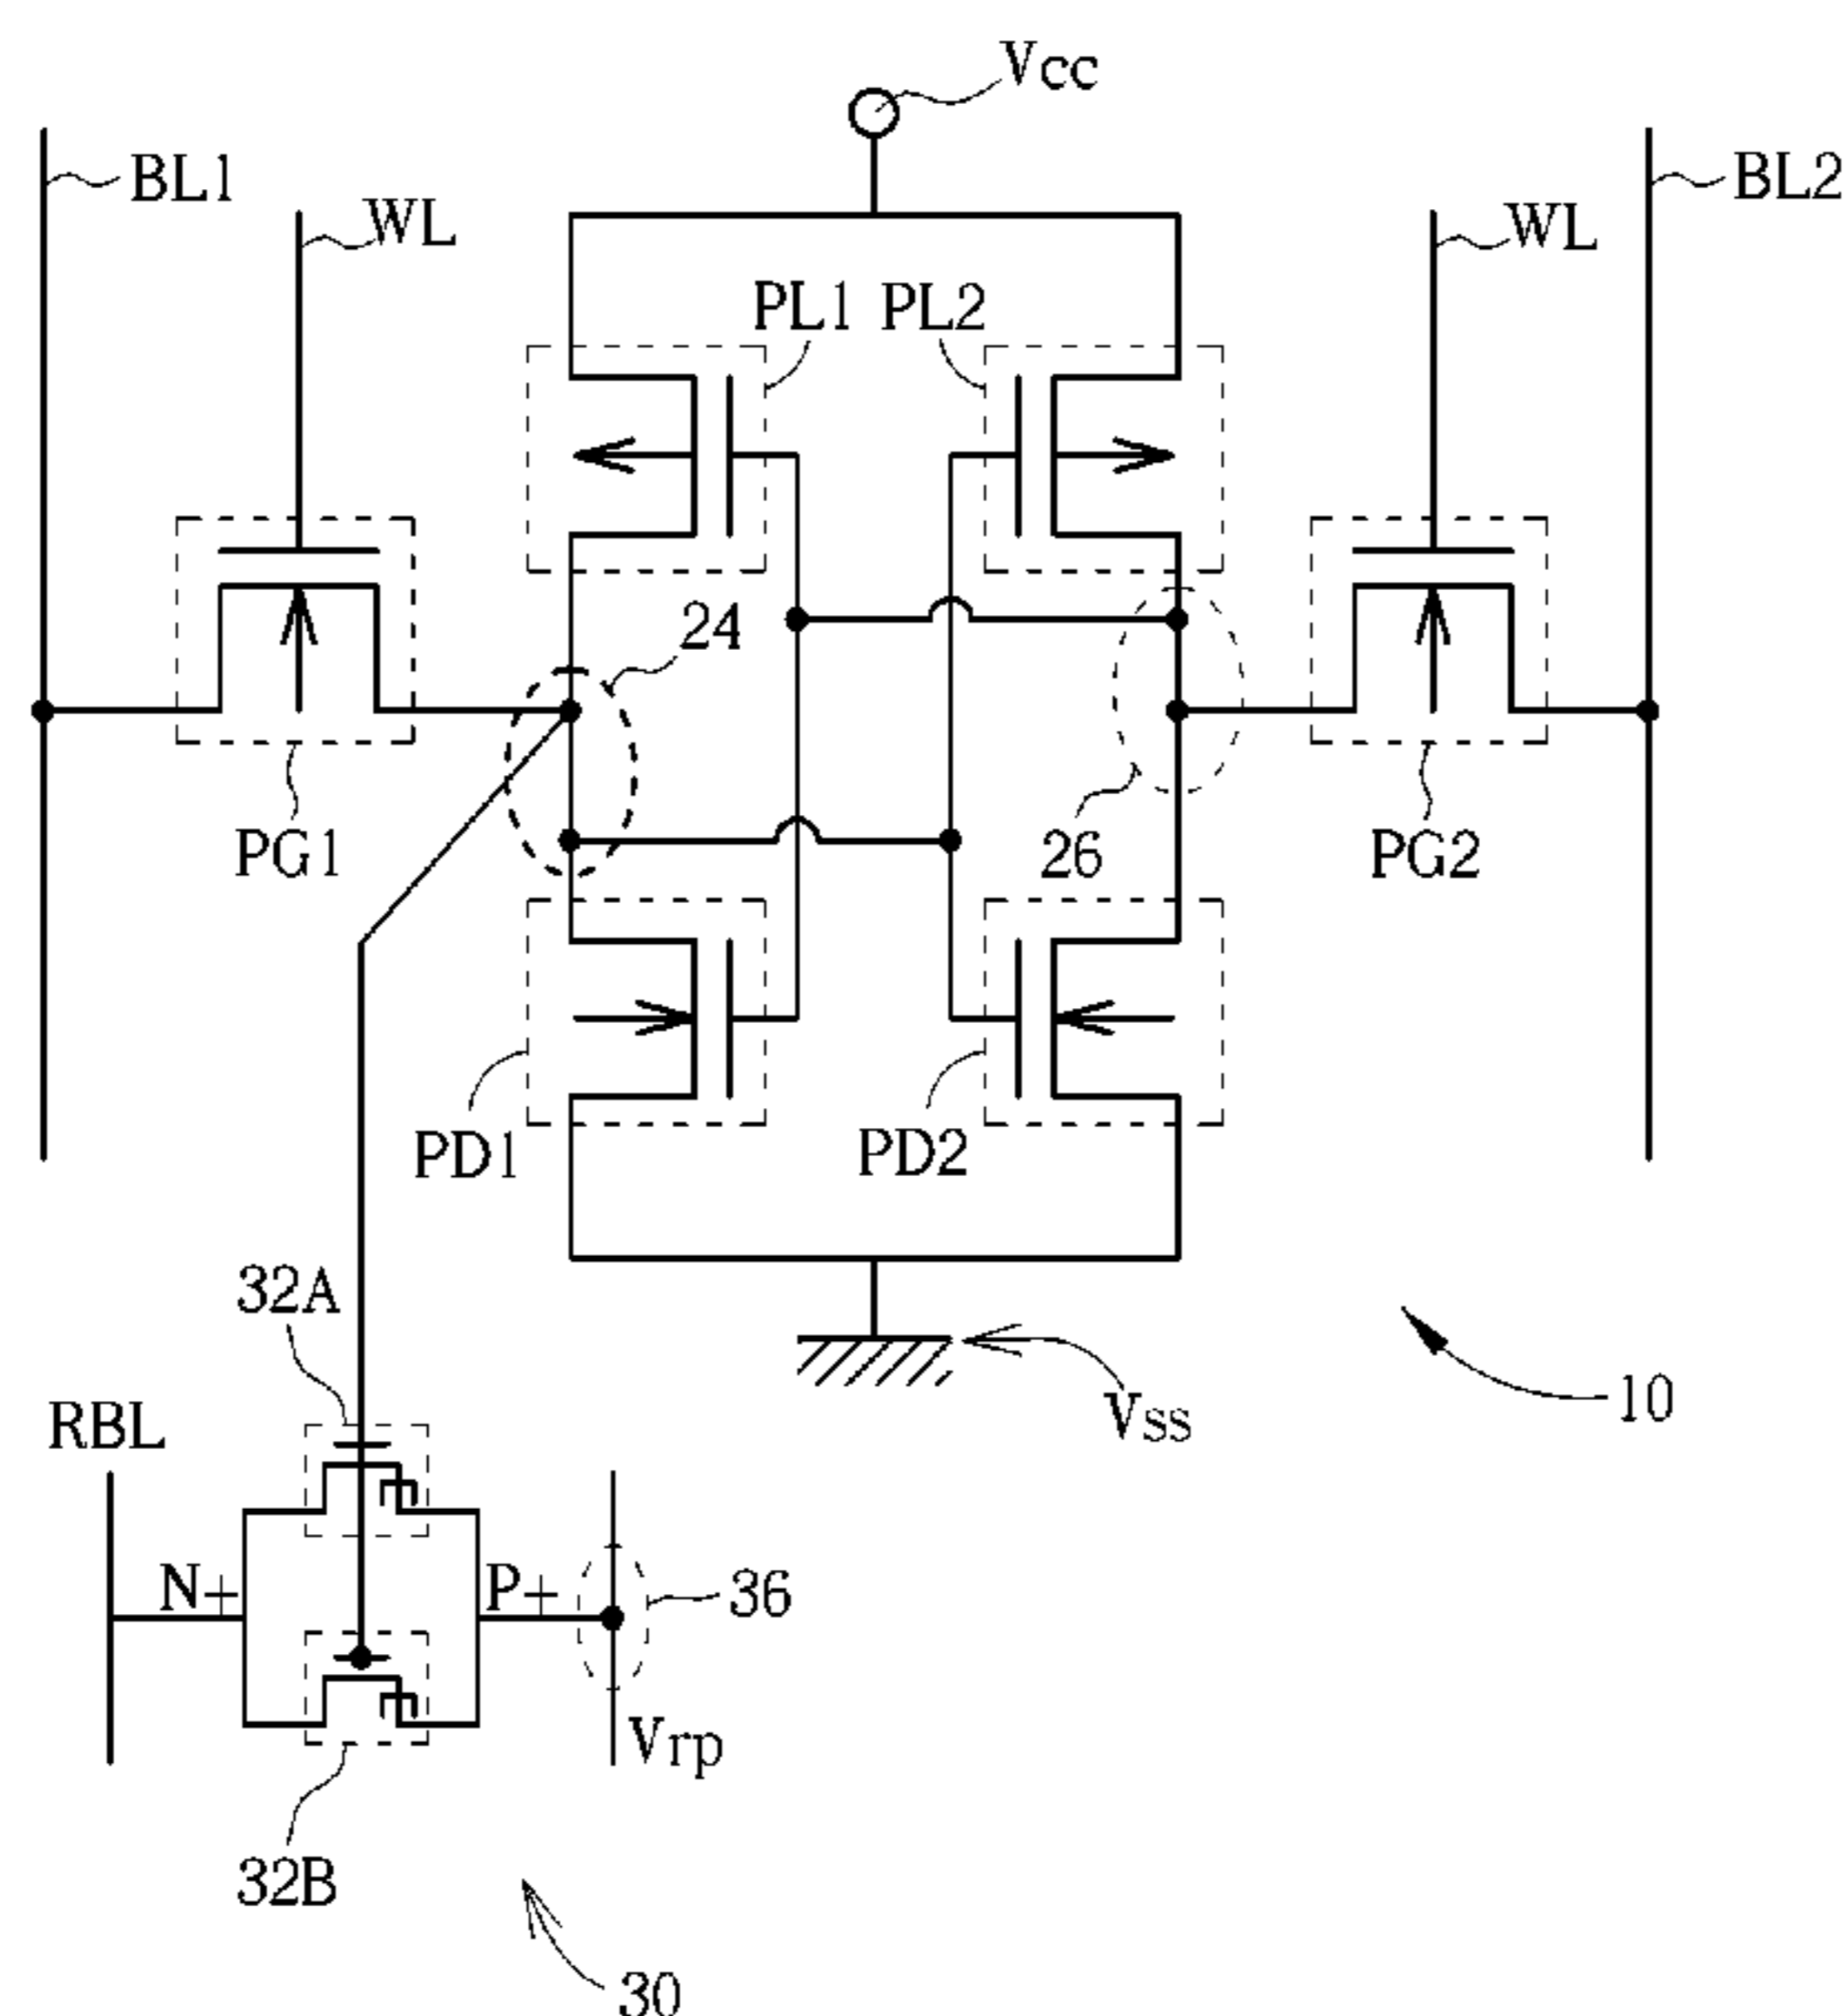 Vcc
BL1
BL2
WL
WL
PL1
PL2
24
PG1
26
PG2
PD1
PD2
32A
10
RBL
Vss
N+
P+
36
Vrp
32B
30